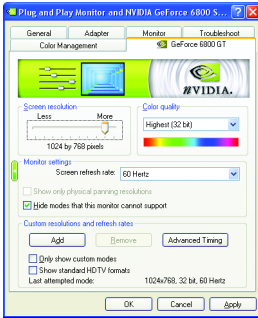 Plug and Play Monitor and NVIDIA GeForce 6800 S...
General Adapter Monitor Troubleshoot
Color Management GeForce 6800 GT
NVIDIA.
Screen resolution
Less More
1024 by 768 pixels
Color quality
Highest (32 bit)
Monitor settings
Screen refresh rate: 60 Hertz
Show only physical panning resolutions
Hide modes that this monitor cannot support
Custom resolutions and refresh rates
Add Remove Advanced Timing
Only show custom modes
Show standard HDTV formats
Last attempted mode: 1024x768, 32 bit, 60 Hertz
OK Cancel Apply